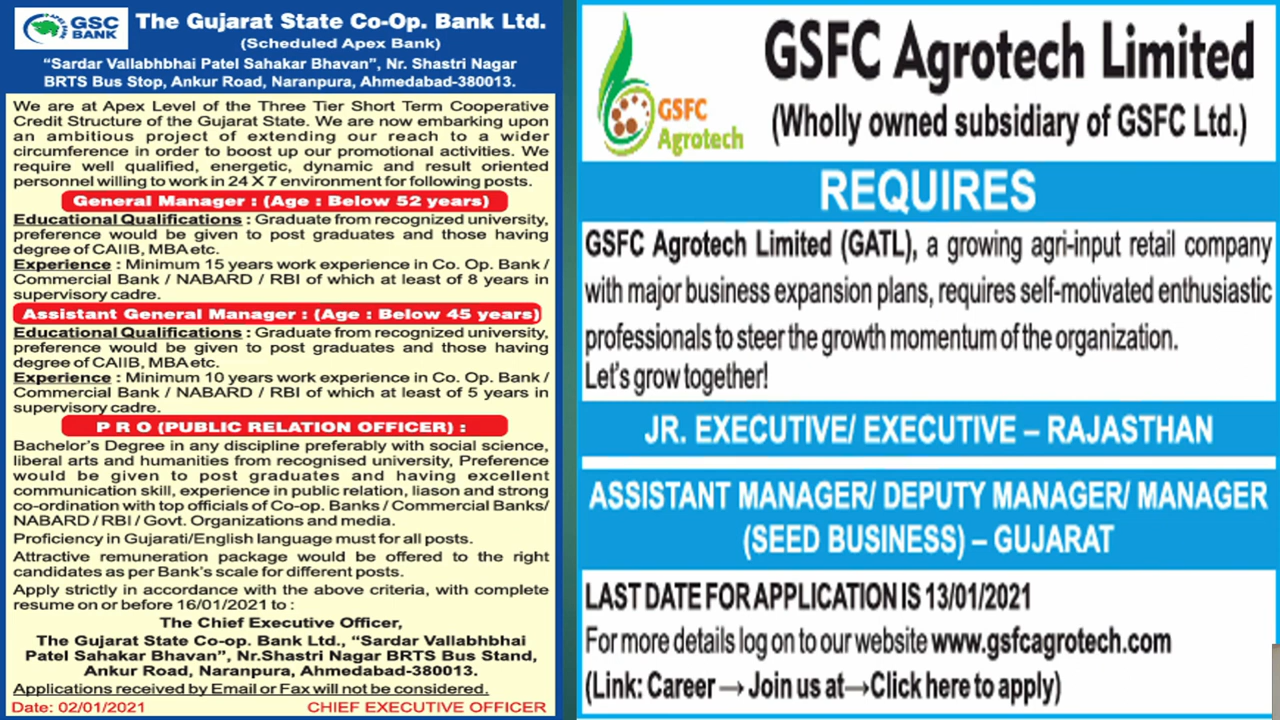 GSC
BANK
The Gujarat State Co-Op. Bank Ltd.
(Scheduled Apex Bank)
“Sardar Vallabhbhai Patel Sahakar Bhavan”, Nr. Shastri Nagar
BRTS Bus Stop, Ankur Road, Naranpura, Ahmedabad-380013.
We are at Apex Level of the Three Tier Short Term Cooperative
Credit Structure of the Gujarat State. We are now embarking upon
an ambitious project of extending our reach to a wider
circumference in order to boost up our promotional activities. We
require well qualified, energetic, dynamic and result oriented
personnel willing to work in 24 X 7 environment for following posts.
General Manager : (Age : Below 52 years)
Educational Qualifications : Graduate from recognized university,
preference would be given to post graduates and those having
degree of CAIIB, MBA etc.
Experience : Minimum 15 years work experience in Co. Op. Bank /
Commercial Bank / NABARD / RBI of which at least of 8 years in
supervisory cadre.
Assistant General Manager : (Age : Below 45 years)
Educational Qualifications : Graduate from recognized university,
preference would be given to post graduates and those having
degree of CAIIB, MBA etc.
Experience : Minimum 10 years work experience in Co. Op. Bank /
Commercial Bank / NABARD / RBI of which at least of 5 years in
supervisory cadre.
P R O (PUBLIC RELATION OFFICER) :
Bachelor’s Degree in any discipline preferably with social science,
liberal arts and humanities from recognised university, Preference
would be given to post graduates and having excellent
communication skill, experience in public relation, liason and strong
co-ordination with top officials of Co-op. Banks / Commercial Banks/
NABARD / RBI / Govt. Organizations and media.
Proficiency in Gujarati/English language must for all posts.
Attractive remuneration package would be offered to the right
candidates as per Bank’s scale for different posts.
Apply strictly in accordance with the above criteria, with complete
resume on or before 16/01/2021 to :
The Chief Executive Officer,
The Gujarat State Co-op. Bank Ltd., “Sardar Vallabhbhai
Patel Sahakar Bhavan”, Nr.Shastri Nagar BRTS Bus Stand,
Ankur Road, Naranpura, Ahmedabad-380013.
Applications received by Email or Fax will not be considered.
Date: 02/01/2021 CHIEF EXECUTIVE OFFICER
GSFC
Agrotech
GSFC Agrotech Limited
(Wholly owned subsidiary of GSFC Ltd.)
REQUIRES
GSFC Agrotech Limited (GATL), a growing agri-input retail company
with major business expansion plans, requires self-motivated enthusiastic
professionals to steer the growth momentum of the organization.
Let’s grow together!
JR. EXECUTIVE/ EXECUTIVE – RAJASTHAN
ASSISTANT MANAGER/ DEPUTY MANAGER/ MANAGER
(SEED BUSINESS) – GUJARAT
LAST DATE FOR APPLICATION IS 13/01/2021
For more details log on to our website www.gsfcagrotech.com
(Link: Career → Join us at → Click here to apply)